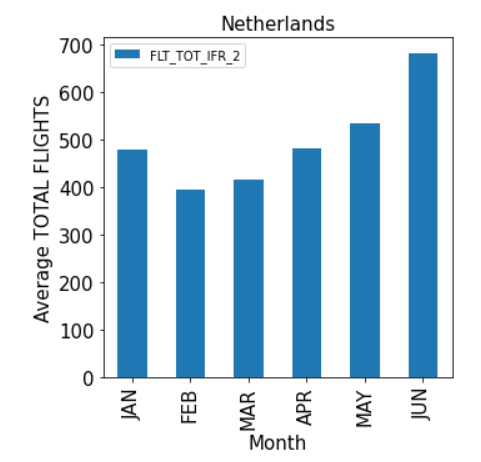 Netherlands
FLT_TOT_IFR_2
Average TOTAL FLIGHTS
700
600
500
400
300
200
100
0
JAN
FEB
MAR
APR
MAY
JUN
Month